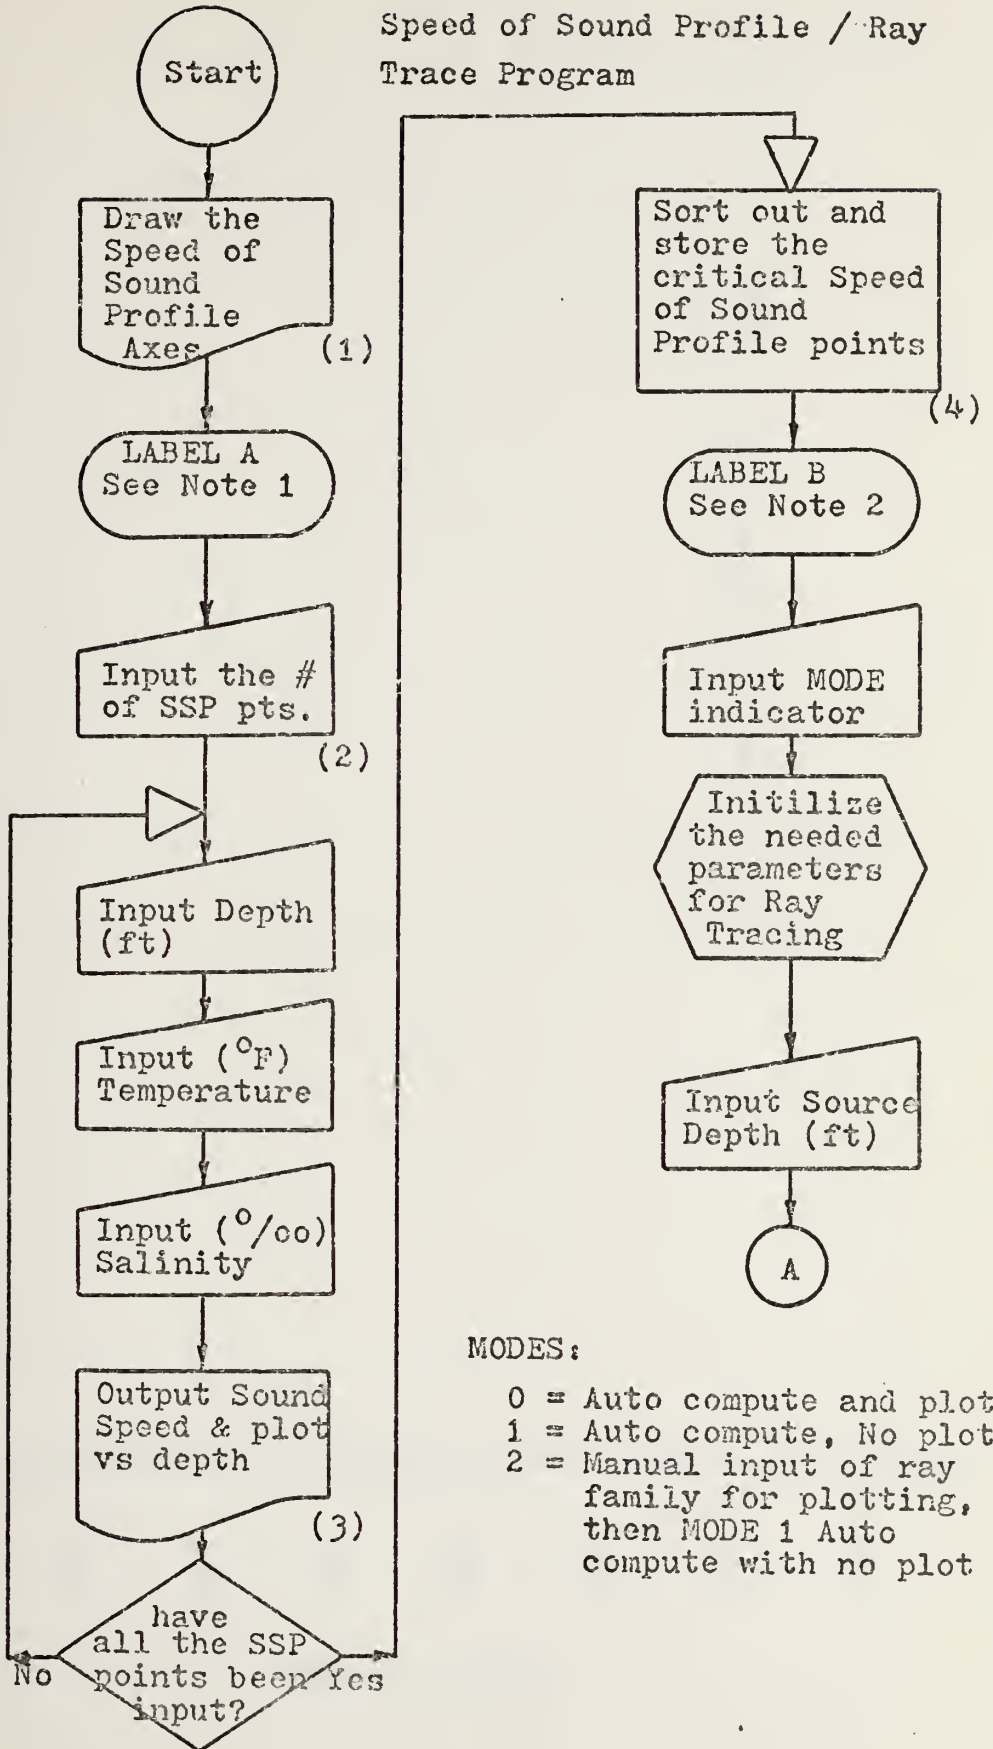 Speed of Sound Profile / Ray
Trace Program
Start
Draw the
Speed of
Sound
Profile
Axes
(1)
LABEL A
See Note 1
Input the #
of SSP pts.
(2)
Input Depth
(ft)
Input (°F)
Temperature
Input (°/oo)
Salinity
Output Sound
Speed & plot
vs depth
(3)
have
all the SSP
points been
input?
No
Yes
Sort out and
store the
critical Speed
of Sound
Profile points
(4)
LABEL B
See Note 2
Input MODE
indicator
Initilize
the needed
parameters
for Ray
Tracing
Input Source
Depth (ft)
A
MODES:
0 = Auto compute and plot
1 = Auto compute, No plot
2 = Manual input of ray
family for plotting,
then MODE 1 Auto
compute with no plot